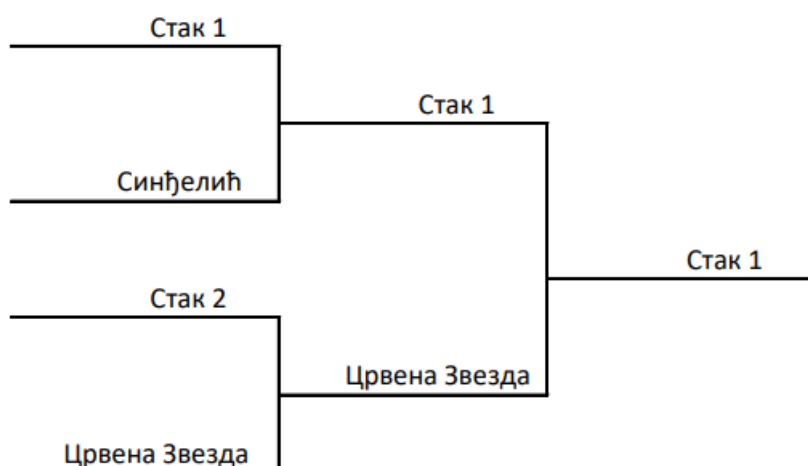 Стак 1
Стак 1
Синђелић
Стак 1
Стак 2
Црвена Звезда
Црвена Звезда